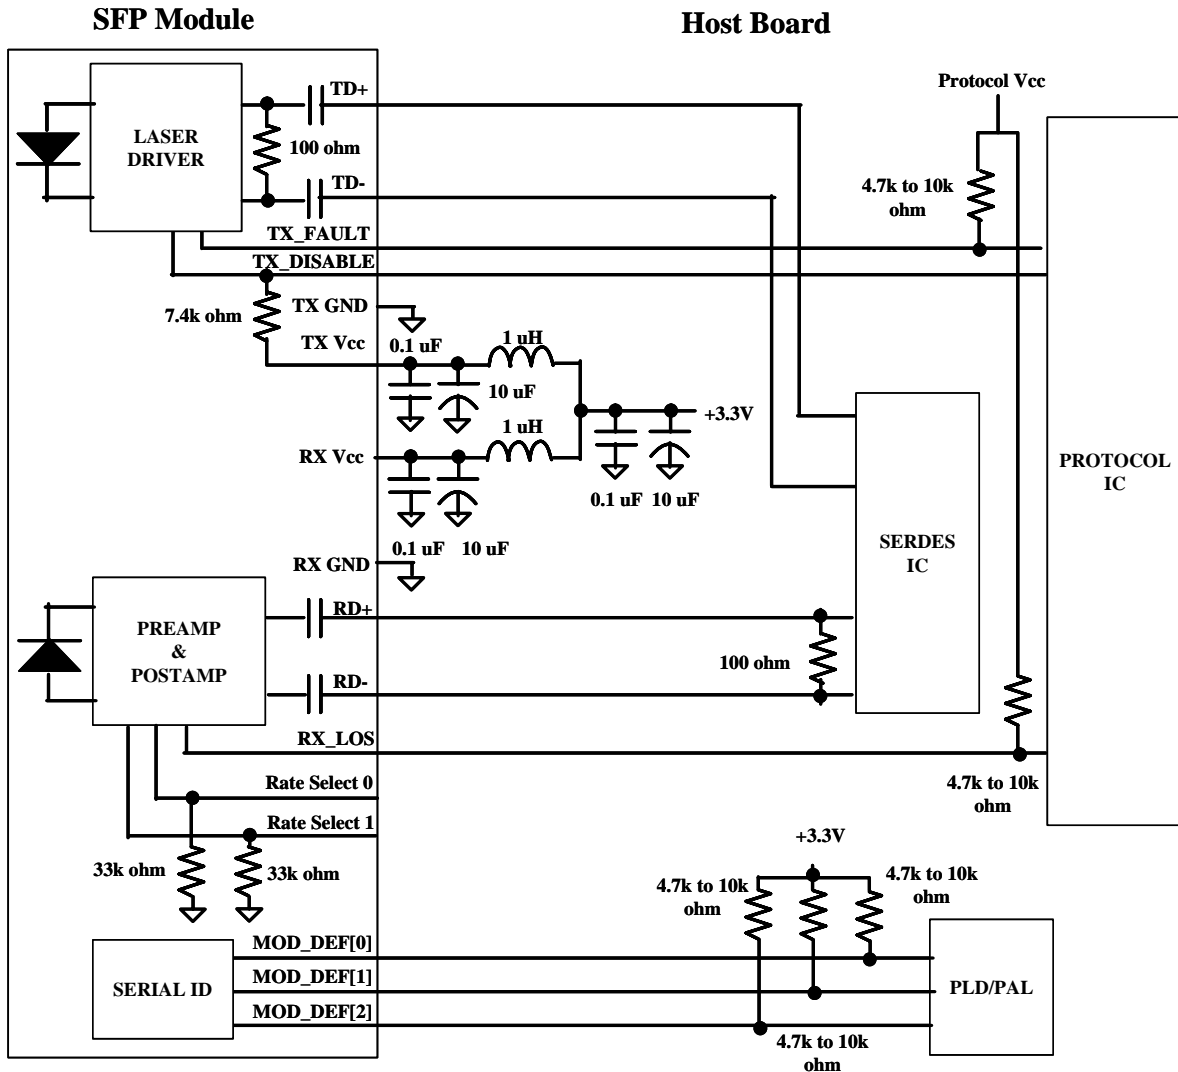 SFP Module
Host Board
Protocol Vcc
TD+
LASER
DRIVER
100 ohm
TD-
4.7k to 10k
ohm
TX_FAULT
TX_DISABLE
7.4k ohm
TX GND
TX Vcc
0.1 uF
1 uH
10 uF
+3.3V
1 uH
RX Vcc
0.1 uF
10 uF
0.1 uF
10 uF
RX GND
PROTOCOL
IC
SERDES
IC
RD+
PREAMP
&
POSTAMP
100 ohm
RD-
RX_LOS
4.7k to 10k
ohm
Rate Select 0
Rate Select 1
33k ohm
33k ohm
+3.3V
4.7k to 10k
ohm
4.7k to 10k
ohm
MOD_DEF[0]
MOD_DEF[1]
MOD_DEF[2]
SERIAL ID
PLD/PAL
4.7k to 10k
ohm